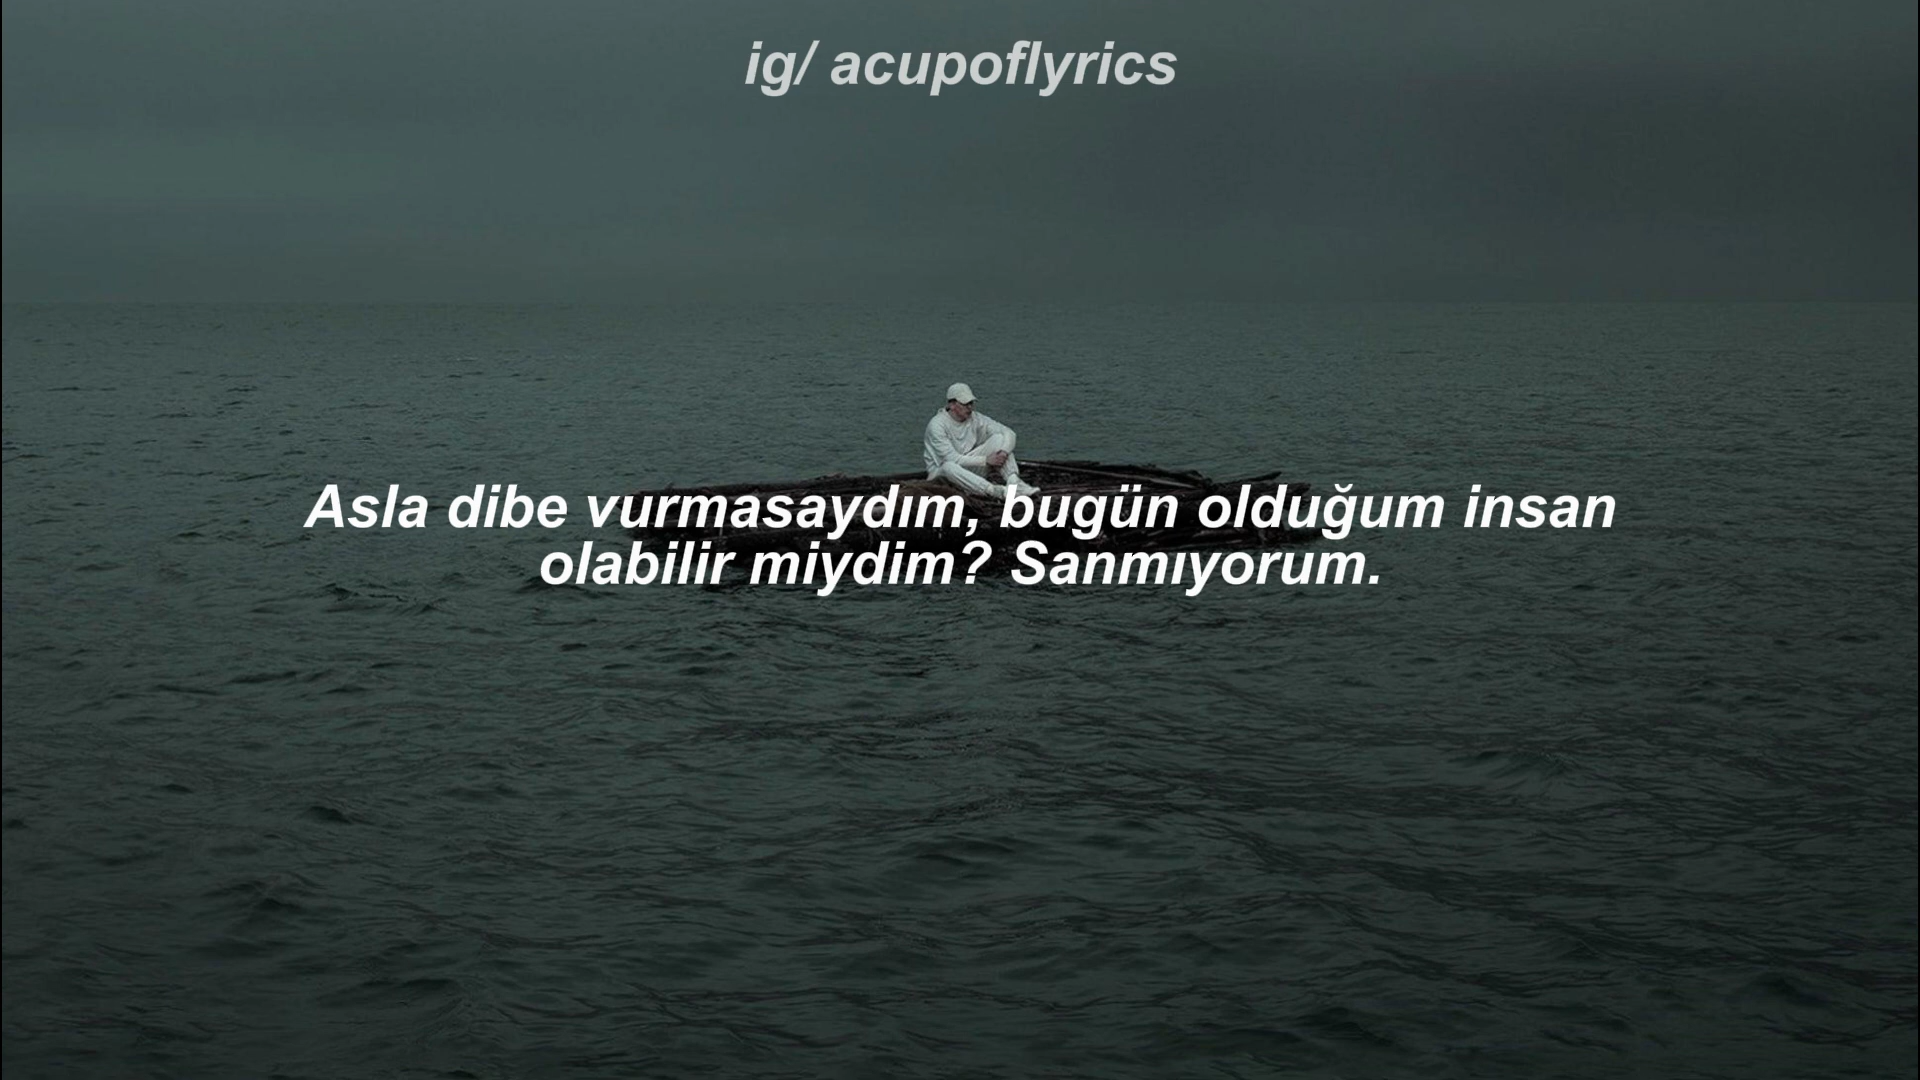 ig/ acupoflyrics
Asla dibe vurmasaydım, bugün olduğum insan
olabilir miydim? Sanmıyorum.